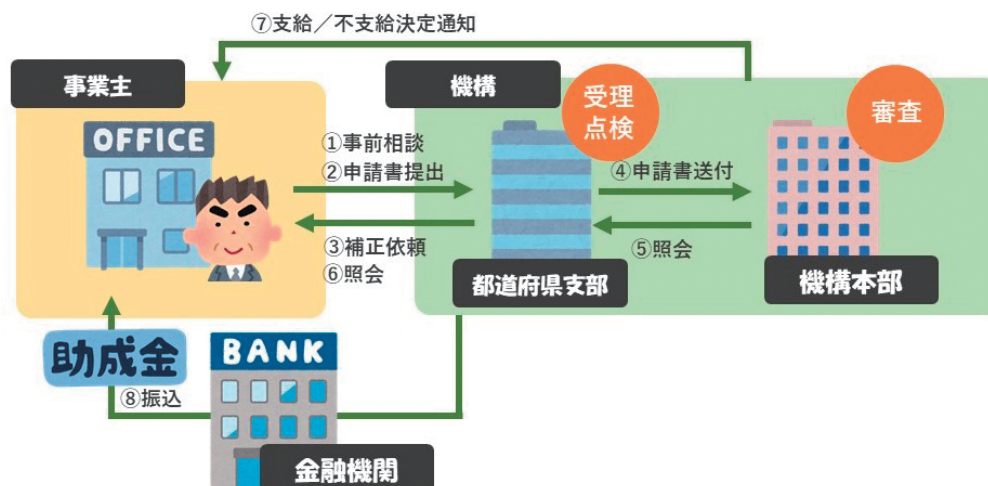 ⑦支給／不支給決定通知
事業主
機構
受理
点検
審査
OFFICE
①事前相談
②申請書提出
④申請書送付
③補正依頼
⑥照会
⑤照会
都道府県支部
機構本部
助成金
BANK
⑧振込
金融機関